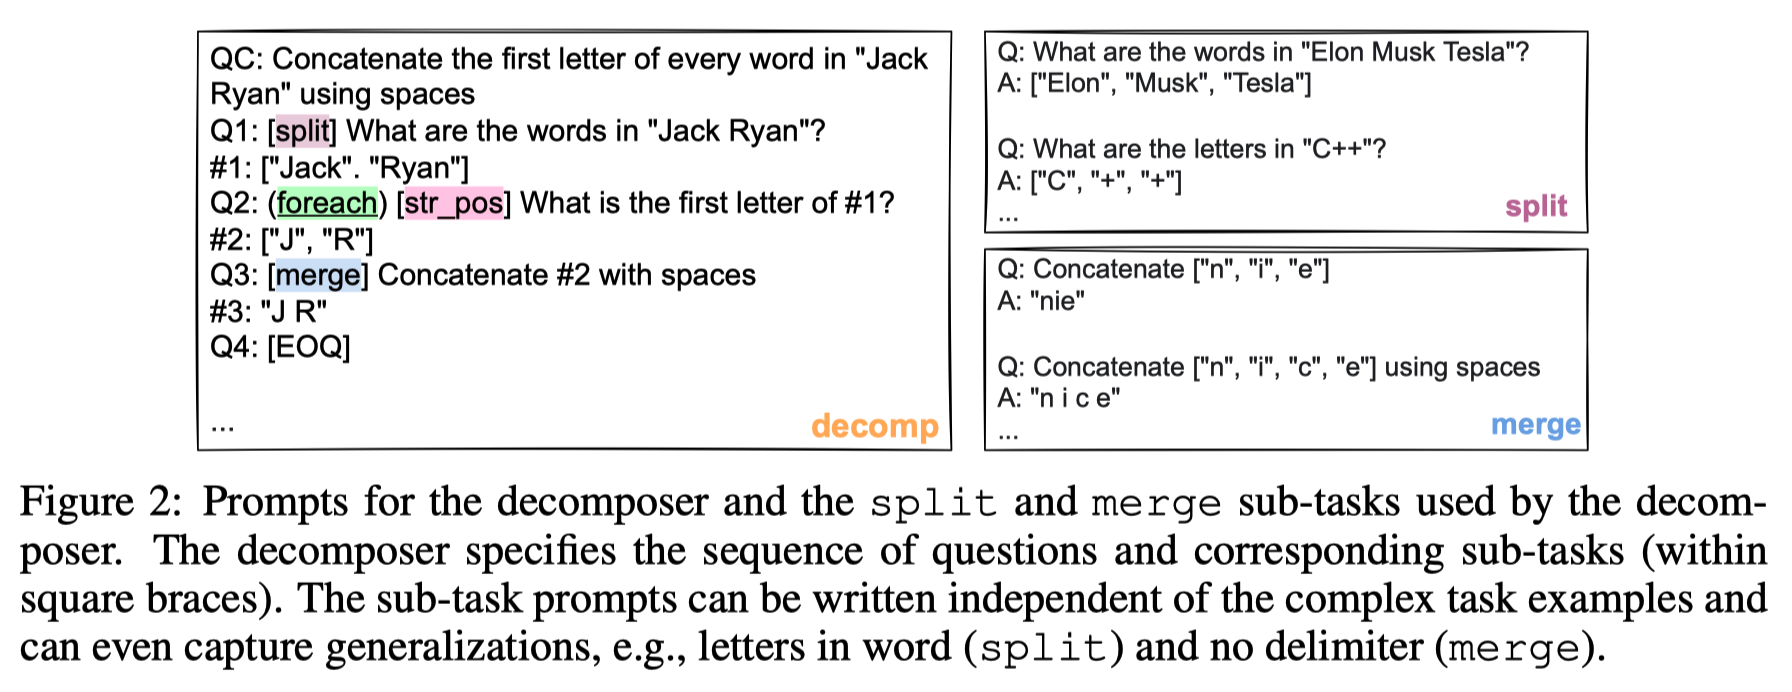 QC: Concatenate the first letter of every word in "Jack
Ryan" using spaces
Q1: [split] What are the words in "Jack Ryan"?
#1: ["Jack". "Ryan"]
Q2: (foreach) [str_pos] What is the first letter of #1?
#2: ["J", "R"]
Q3: [merge] Concatenate #2 with spaces
#3: "J R"
Q4: [EOQ]
...
decomp
Q: What are the words in "Elon Musk Tesla"?
A: ["Elon", "Musk", "Tesla"]
Q: What are the letters in "C++"?
A: ["C", "+", "+"]
...
split
Q: Concatenate ["n", "i", "e"]
A: "nie"
Q: Concatenate ["n", "i", "c", "e"] using spaces
A: "n i c e"
...
merge
Figure 2: Prompts for the decomposer and the split and merge sub-tasks used by the decom-
poser. The decomposer specifies the sequence of questions and corresponding sub-tasks (within
square braces). The sub-task prompts can be written independent of the complex task examples and
can even capture generalizations, e.g., letters in word (split) and no delimiter (merge).